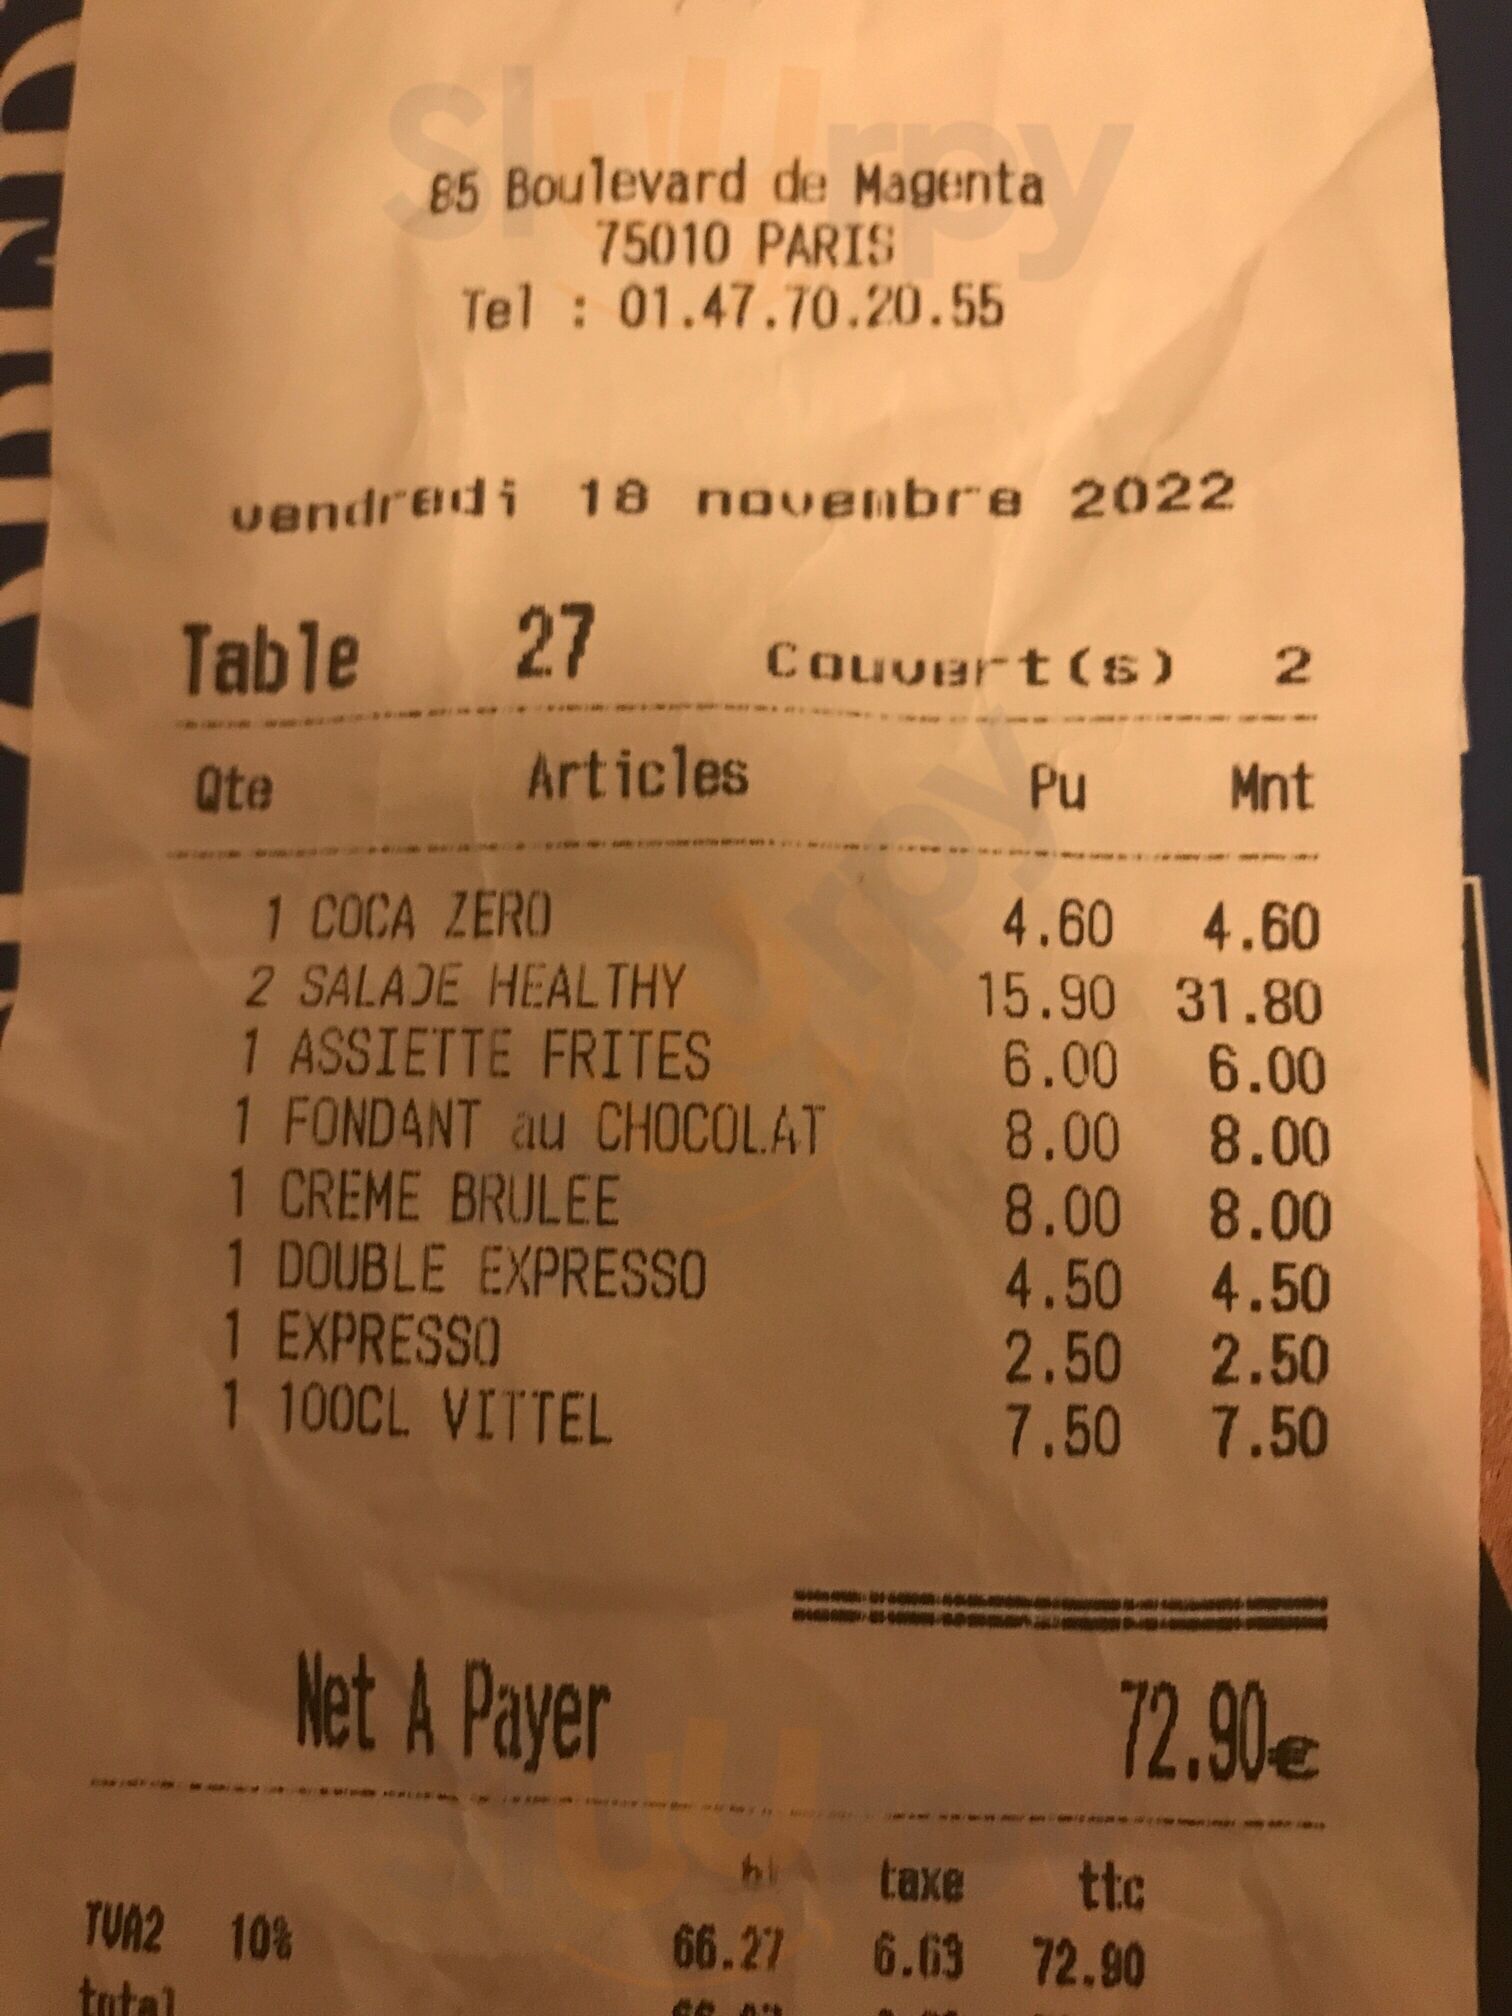 Sluurpy
85 Boulevard de Magenta
75010 PARIS
Tel : 01.47.70.20.55
vendredi 18 novembre 2022
Table 27 Couvert(s) 2
Qte Articles Pu Mnt
1 COCA ZERO 4.60 4.60
2 SALADE HEALTHY 15.90 31.80
1 ASSIETTE FRITES 6.00 6.00
1 FONDANT au CHOCOLAT 8.00 8.00
1 CREME BRULEE 8.00 8.00
1 DOUBLE EXPRESSO 4.50 4.50
1 EXPRESSO 2.50 2.50
1 100CL VITTEL 7.50 7.50
Net A Payer 72.90€
taxe ttc
TVA2 10% 66.27 6.63 72.90
total